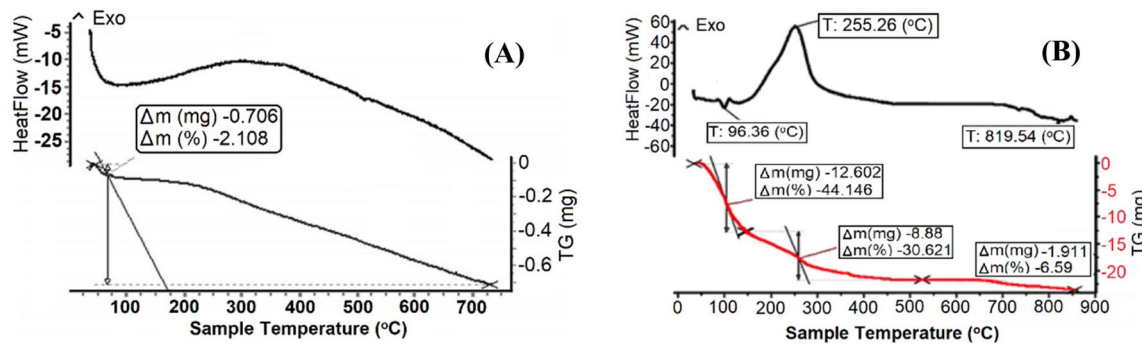 ^ Exo
(A)
HeatFlow (mW)
-5
-10
-15
-20
-25
Δm (mg) -0.706
Δm (%) -2.108
0
-0.2
-0.4
-0.6
TG (mg)
100 200 300 400 500 600 700 800
Sample Temperature (°C)
^ Exo
(B)
HeatFlow (mW)
60
40
20
0
-20
-40
-60
T: 255.26 (°C)
T: 96.36 (°C)
T: 819.54 (°C)
Δm(mg) -12.602
Δm(%) -44.146
Δm(mg) -8.88
Δm(%) -30.621
Δm(mg) -1.911
Δm(%) -6.59
0
-5
-10
-15
-20
TG (mg)
0 100 200 300 400 500 600 700 800 900
Sample Temperature (°C)